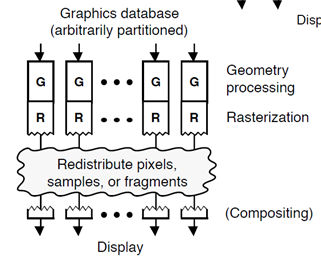 Disp
Graphics database
(arbitrarily partitioned)
G G G G
Geometry
processing
R R R R
Rasterization
Redistribute pixels,
samples, or fragments
(Compositing)
Display